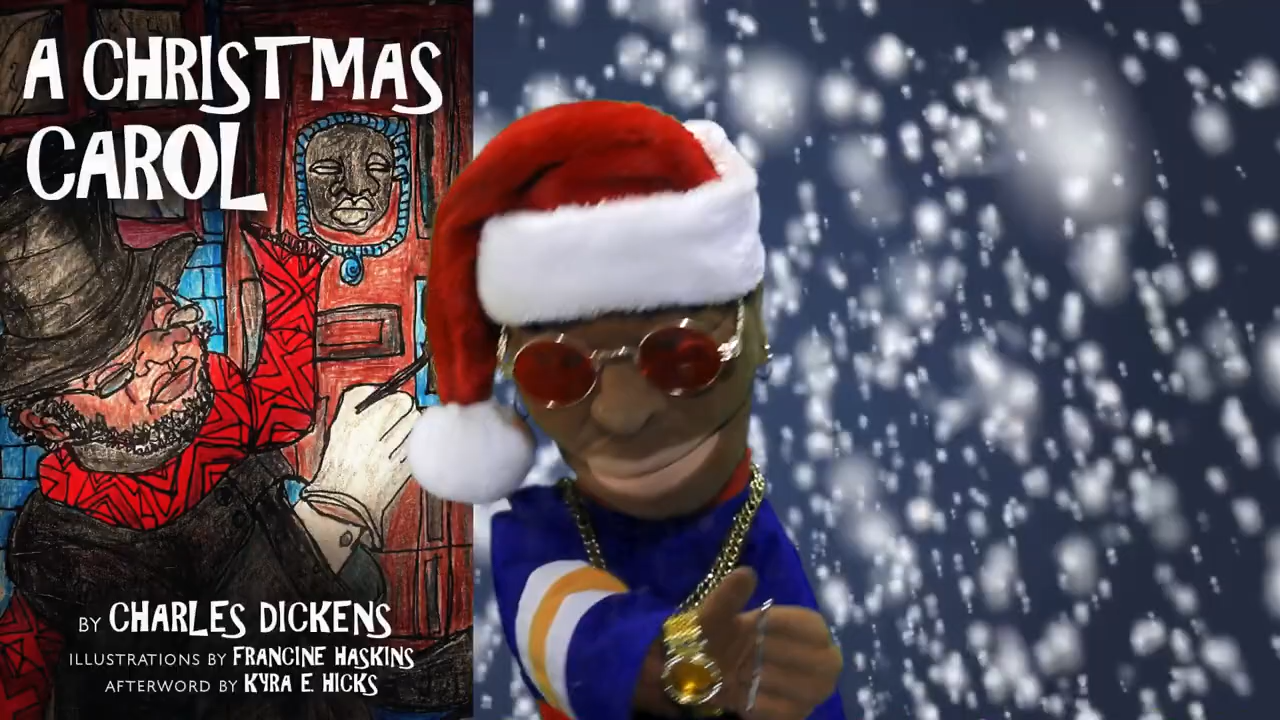 A CHRISTMAS
CAROL
BY CHARLES DICKENS
ILLUSTRATIONS BY FRANCINE HASKINS
AFTERWORD BY KYRA E. HICKS